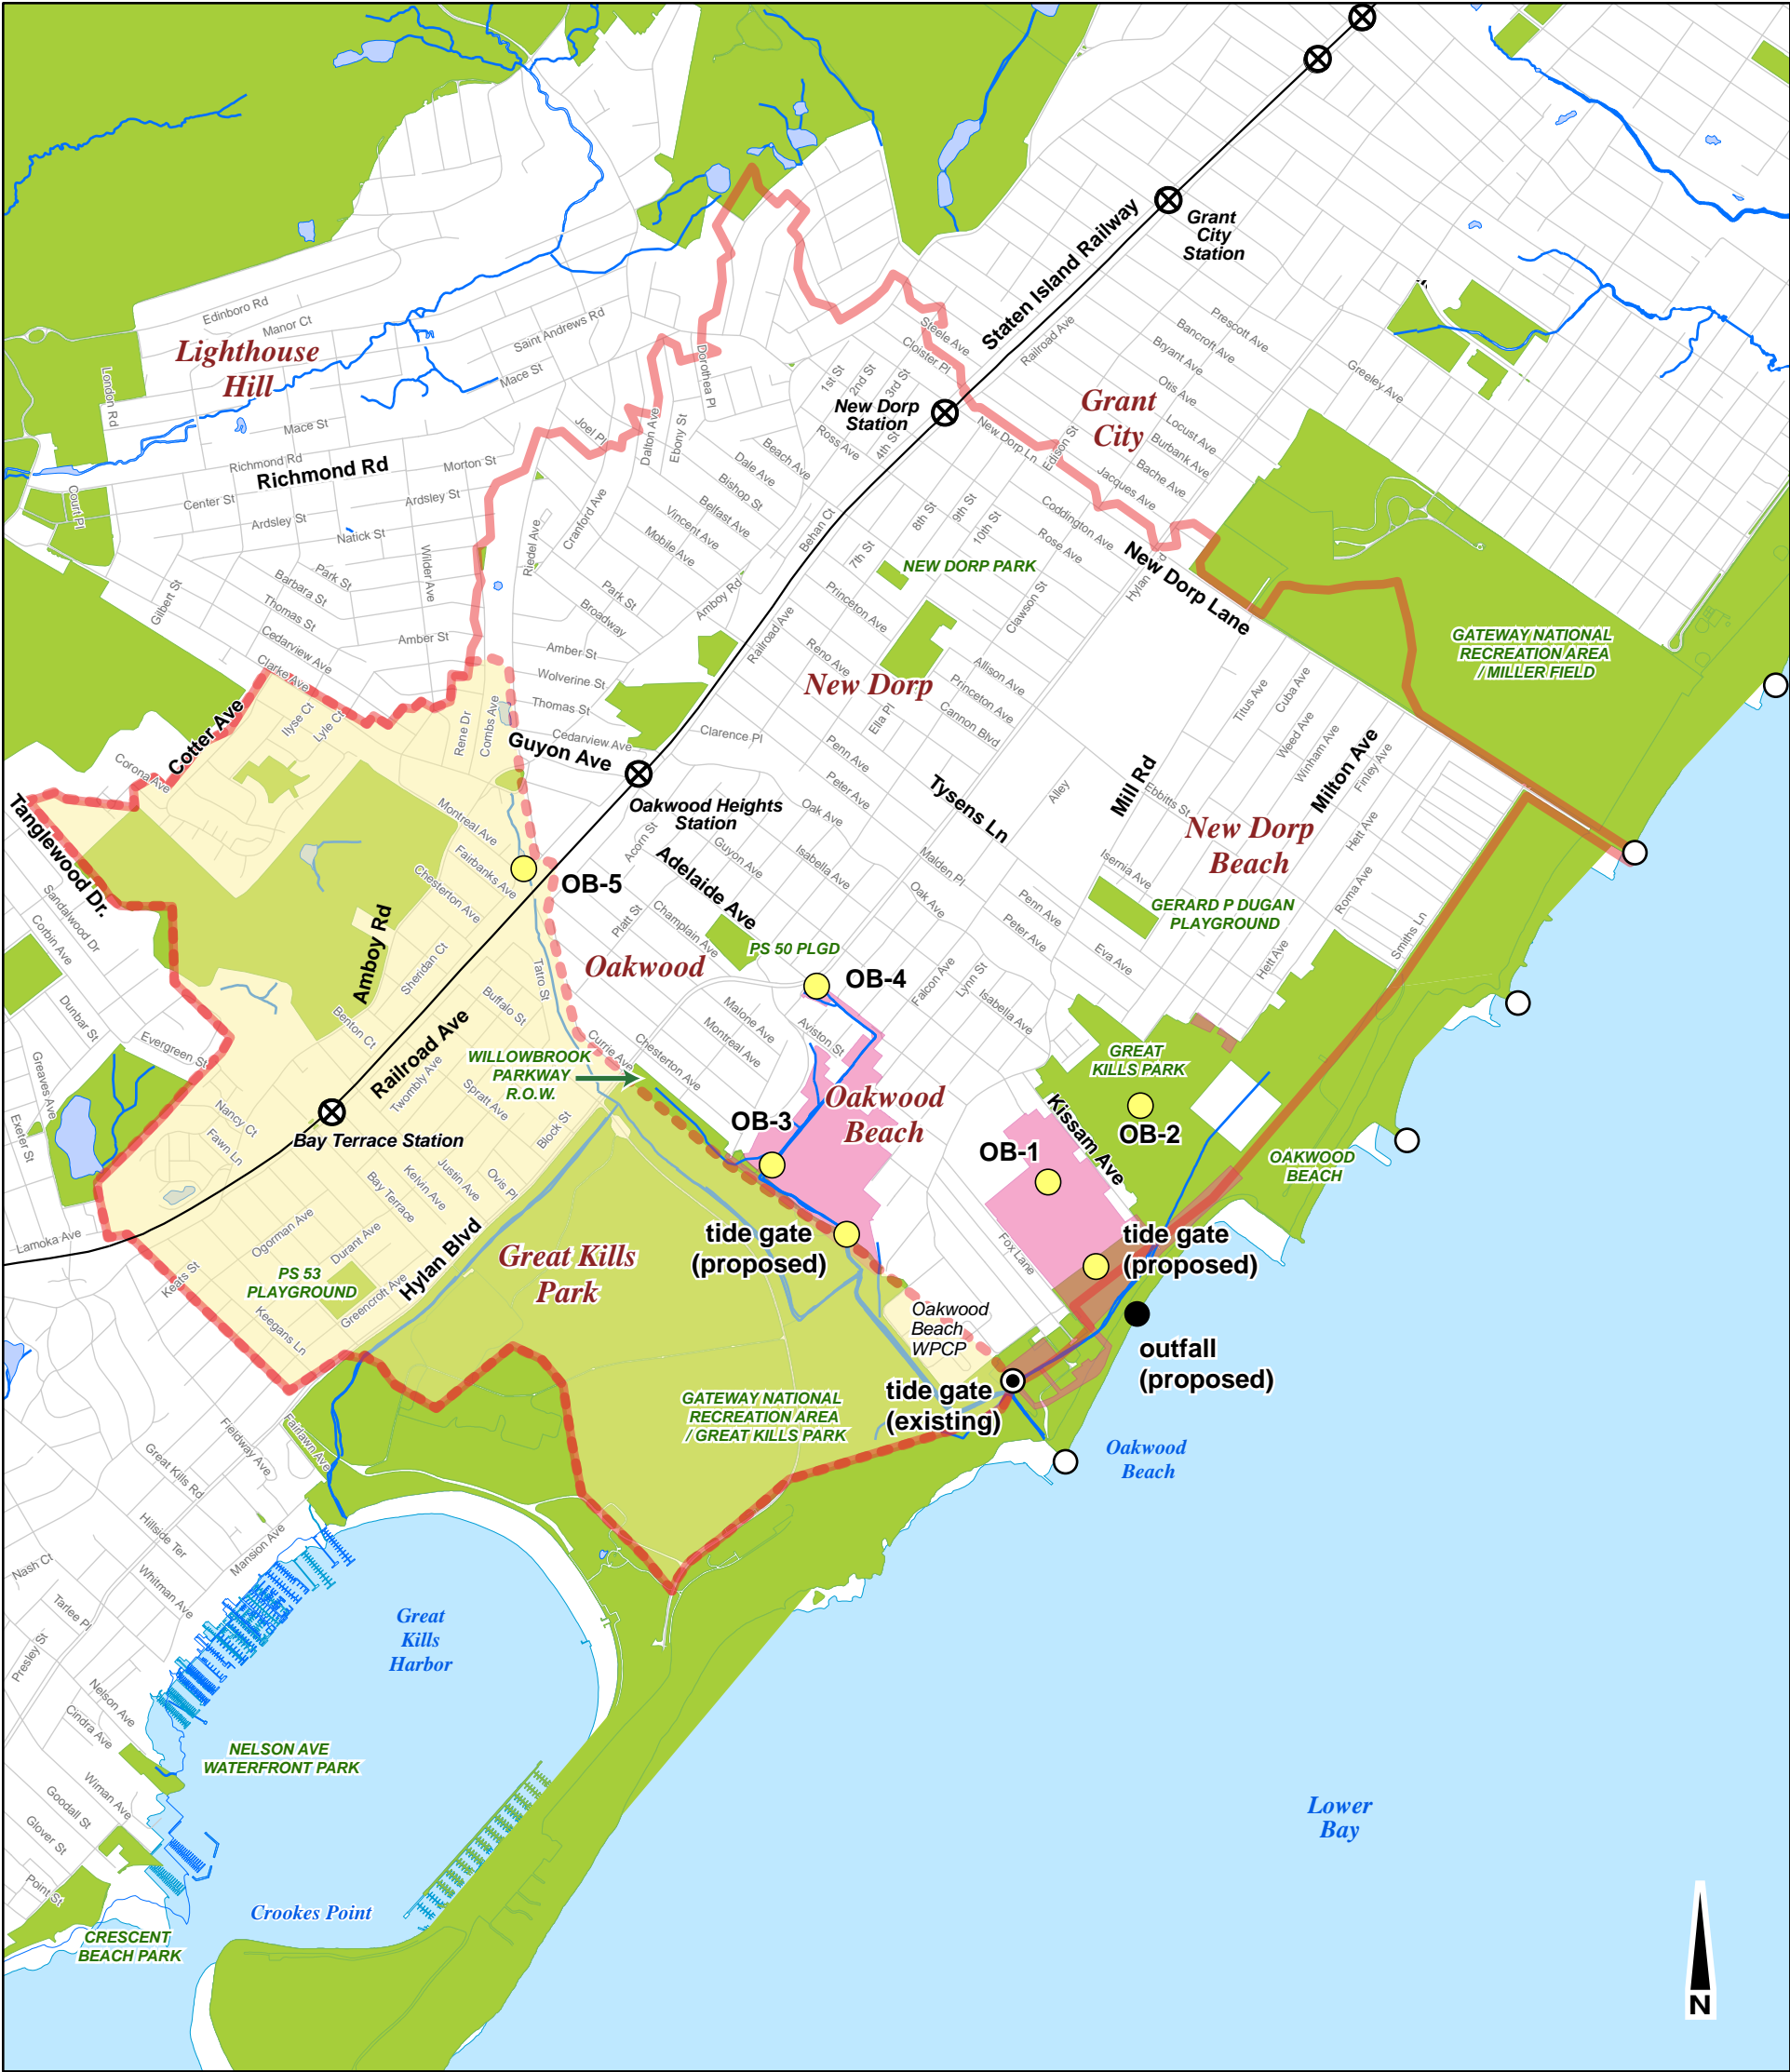 Grant
City
Station
Staten Island Railway
Railroad Ave
Prescott Ave
Bancroft Ave
Bryant Ave
Otis Ave
Locust Ave
Burbank Ave
Bache Ave
Jacques Ave
Greeley Ave
Edinboro Rd
Manor Ct
Saint Andrews Rd
Mace St
Lighthouse
Hill
London Rd
Mace St
Richmond Rd
Richmond Rd
Morton St
Center St
Ardsley St
Ardsley St
Court Pl
Natick St
Wilder Ave
Park St
Barbara St
Thomas St
Gilbert St
Cedarview Ave
Clarke Ave
Amber St
Steele Ave
Cloister Pl
Dorothea Pl
1st St
2nd St
3rd St
4th St
Ross Ave
New Dorp
Station
Grant
City
New Dorp Ln
Edison St
Joel Pl
Dalton Ave
Ebony St
Beach Ave
Dale Ave
Bishop St
Belfast Ave
Vincent Ave
Mobile Ave
Cranford Ave
Riedel Ave
Park St
Broadway
Amboy Rd
Behan Ct
Railroad Ave
7th St
8th St
9th St
10th St
Coddington Ave
Rose Ave
NEW DORP PARK
Clawson St
Hylan
New Dorp Lane
Princeton Ave
Reno Ave
Allison Ave
Princeton Ave
Cannon Blvd
New Dorp
Ella Pl
Amber St
Wolverine St
Thomas St
Cedarview Ave
Clarence Pl
Penn Ave
Peter Ave
Oak Ave
GATEWAY NATIONAL
RECREATION AREA
/ MILLER FIELD
Titus Ave
Cuba Ave
Weed Ave
Winham Ave
Milton Ave
Finley Ave
Hett Ave
Cotter Ave
Ilyse Ct
Lyle Ct
Rene Dr
Combs Ave
Guyon Ave
Corona Ave
Tanglewood Dr.
Oakwood Heights
Station
Tysens Ln
Alley
Mill Rd
Ebbitts St
New Dorp
Beach
Montreal Ave
Fairbanks Ave
Chesterton Ave
OB-5
Acorn St
Adelaide Ave
Guyon Ave
Isabella Ave
Malden Pl
Isernia Ave
GERARD P DUGAN
PLAYGROUND
Roma Ave
Smiths Ln
Hett Ave
Sandalwood Dr
Corbin Ave
Amboy Rd
Sheridan Ct
Platt St
Champlain Ave
PS 50 PLGD
Oak Ave
Penn Ave
Peter Ave
Eva Ave
Oakwood
OB-4
Falcon Ave
Lynn St
Isabella Ave
Dunbar St
Tatro St
Buffalo St
Benton Ct
Evergreen St
Railroad Ave
WILLOWBROOK
PARKWAY
R.O.W.
Currie Ave
Chesterton Ave
Malone Ave
Montreal Ave
Aviston St
GREAT
KILLS PARK
Greaves Ave
Exeter St
Twombly Ave
Spratt Ave
Block St
Nancy Ct
Fawn Ln
Bay Terrace Station
OB-3
Oakwood
Beach
Kissam Ave
OB-2
OB-1
OAKWOOD
BEACH
Justin Ave
Ovis Pl
Kelvin Ave
Bay Terrace
Lamoka Ave
Ogorman Ave
Durant Ave
Hylan Blvd
Keats St
PS 53
PLAYGROUND
Greencroft Ave
Keegans Ln
Great Kills
Park
tide gate
(proposed)
Fox Lane
tide gate
(proposed)
Oakwood
Beach
WPCP
outfall
(proposed)
tide gate
(existing)
GATEWAY NATIONAL
RECREATION AREA
/ GREAT KILLS PARK
Oakwood
Beach
Fairlawn Ave
Fieldway Ave
Great Kills Rd
Hillside Ter
Mansion Ave
Nash Ct
Whitman Ave
Tarlee Pl
Presley St
Great
Kills
Harbor
Nelson Ave
Cindra Ave
NELSON AVE
WATERFRONT PARK
Wiman Ave
Goodall St
Glover St
Point St
Lower
Bay
Crookes Point
CRESCENT
BEACH PARK
N